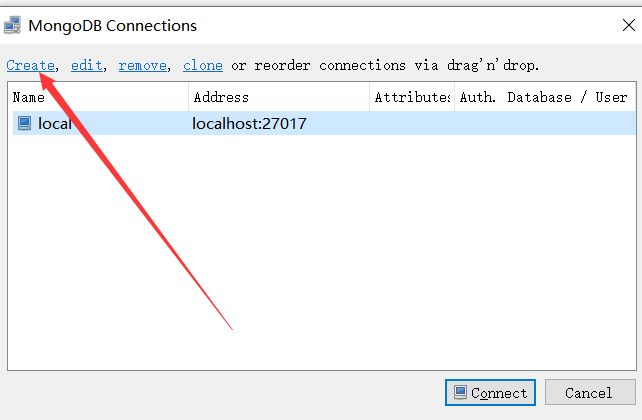 MongoDB Connections
Create, edit, remove, clone or reorder connections via drag'n'drop.
Name Address Attributes Auth. Database / User
local localhost:27017
Connect Cancel